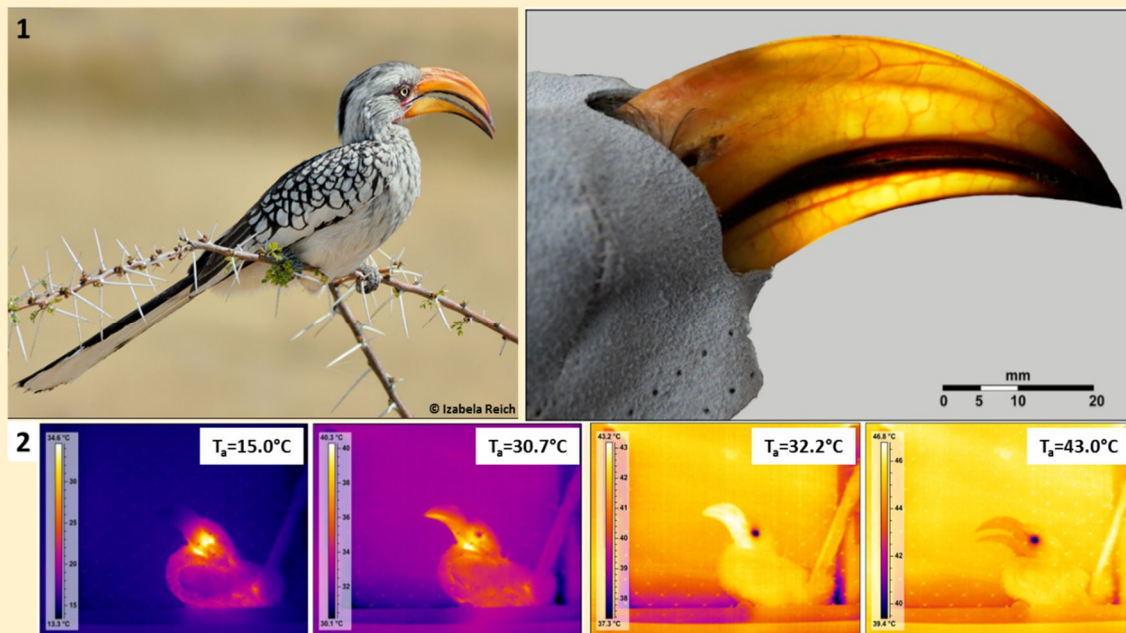 1
© Izabela Reich
mm
0 5 10 20
2
34.6 °C
30
25
20
15
13.3 °C
Ta=15.0°C
40.3 °C
38
36
34
32
30.1 °C
Ta=30.7°C
43.2 °C
43
42
41
40
39
38
37.3 °C
Ta=32.2°C
46.8 °C
46
44
42
40
39.4 °C
Ta=43.0°C